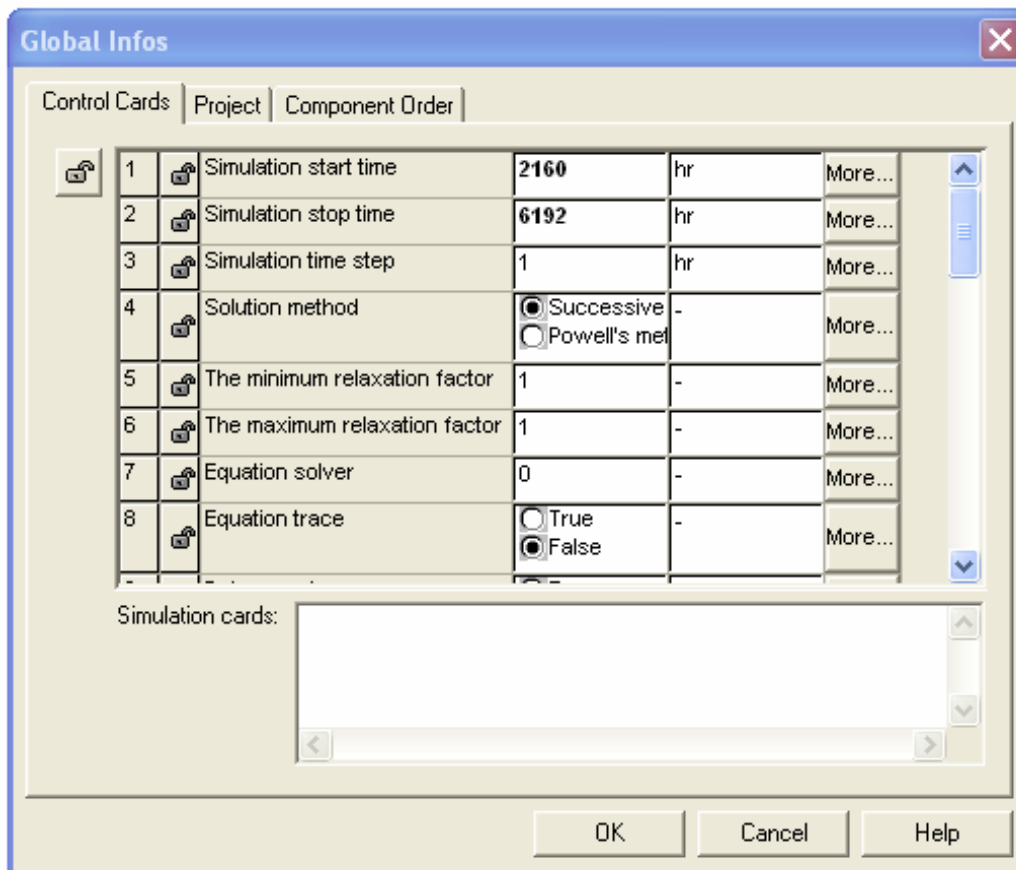 Global Infos
Control Cards Project Component Order
1 Simulation start time 2160 hr More...
2 Simulation stop time 6192 hr More...
3 Simulation time step 1 hr More...
4 Solution method Successive - More...
Powell's met
5 The minimum relaxation factor 1 - More...
6 The maximum relaxation factor 1 - More...
7 Equation solver 0 - More...
8 Equation trace True - More...
False
Simulation cards:
OK Cancel Help